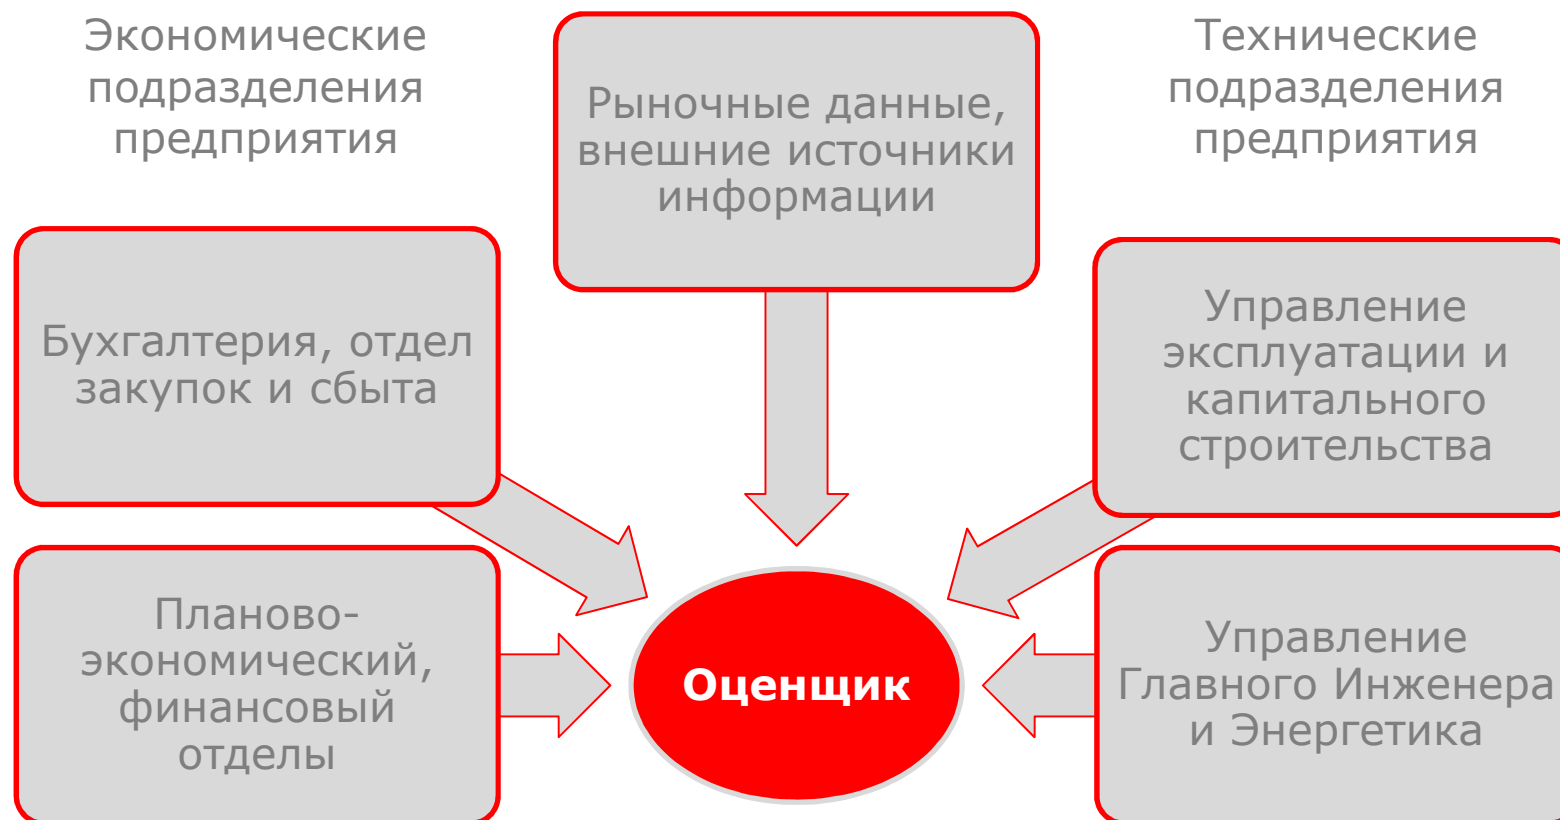 Экономические
подразделения
предприятия
Рыночные данные,
внешние источники
информации
Технические
подразделения
предприятия
Бухгалтерия, отдел
закупок и сбыта
Управление
эксплуатации и
капитального
строительства
Планово-
экономический,
финансовый
отделы
Оценщик
Управление
Главного Инженера
и Энергетика